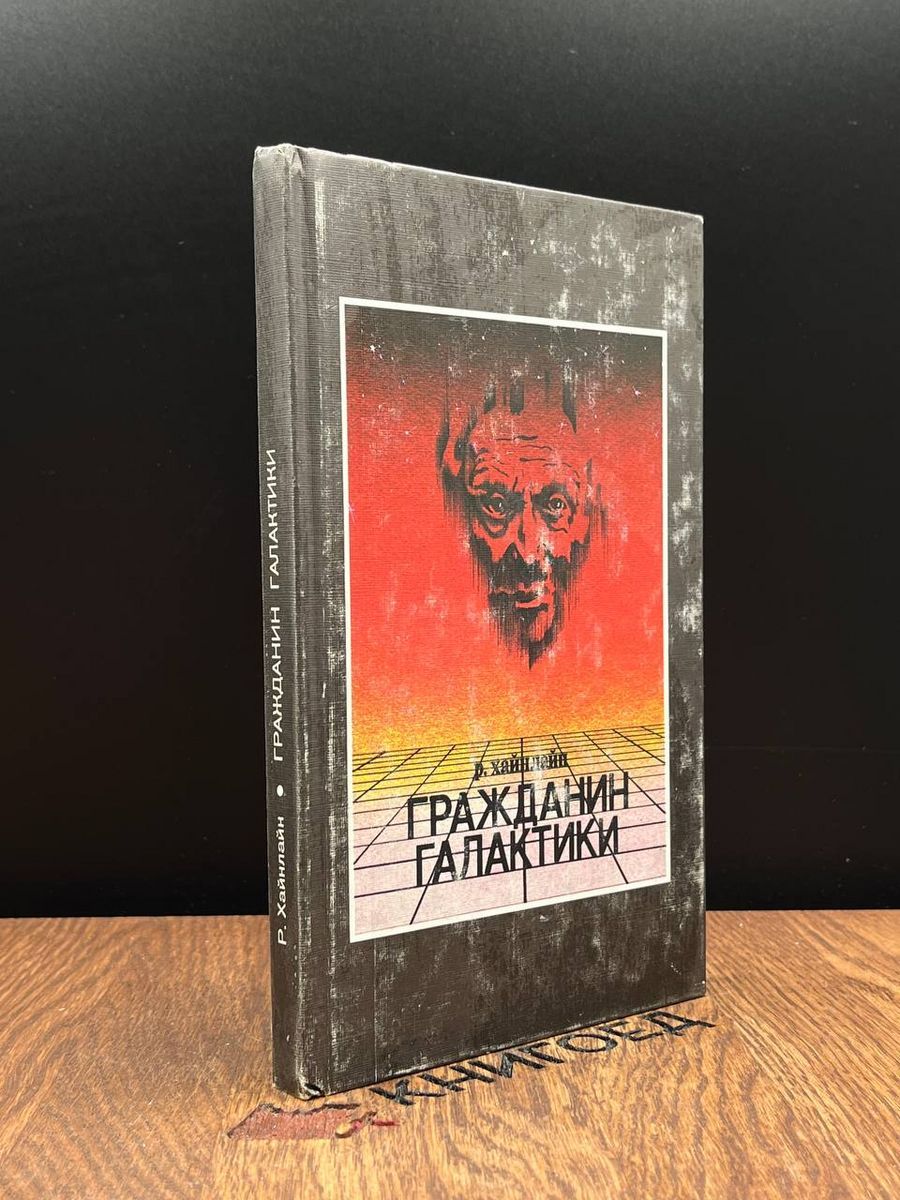 Р. Хайнлайн • ГРАЖДАНИН ГАЛАКТИКИ
р. хайнлайн
ГРАЖДАНИН
ГАЛАКТИКИ
КНИГОЕД